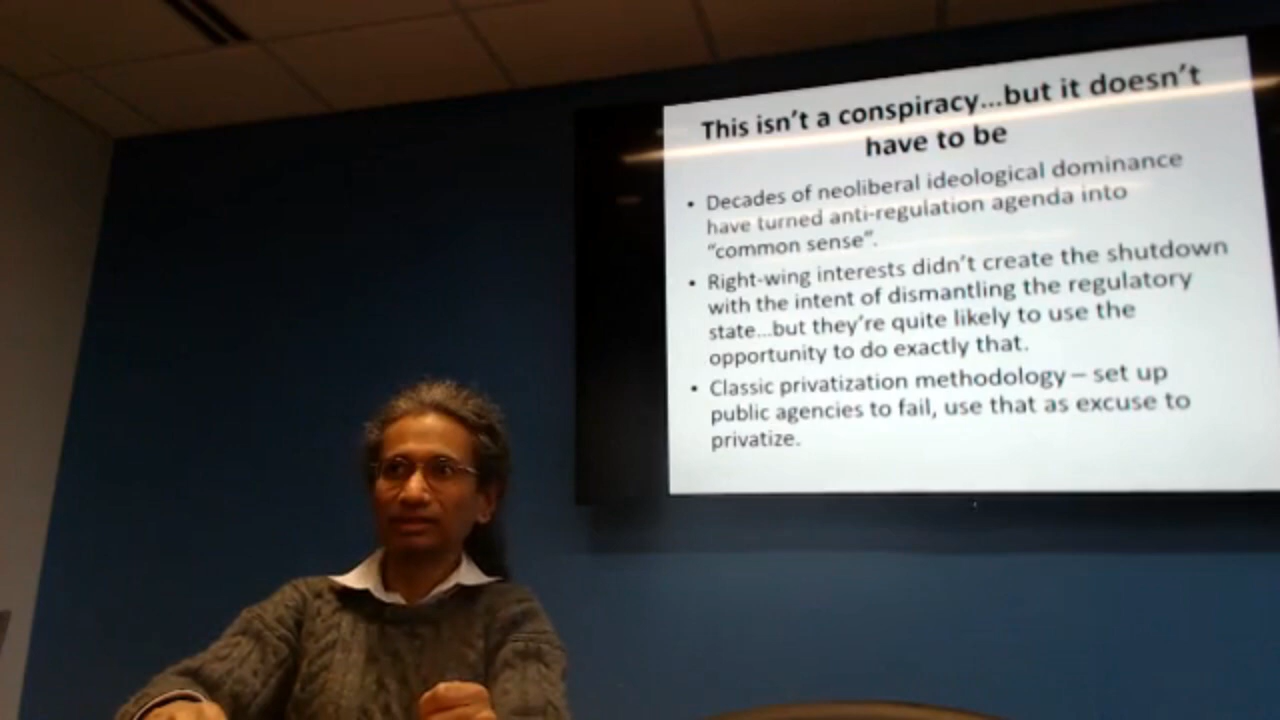 This isn't a conspiracy...but it doesn't
have to be
• Decades of neoliberal ideological dominance
have turned anti-regulation agenda into
“common sense”.
• Right-wing interests didn't create the shutdown
with the intent of dismantling the regulatory
state...but they're quite likely to use the
opportunity to do exactly that.
• Classic privatization methodology – set up
public agencies to fail, use that as excuse to
privatize.